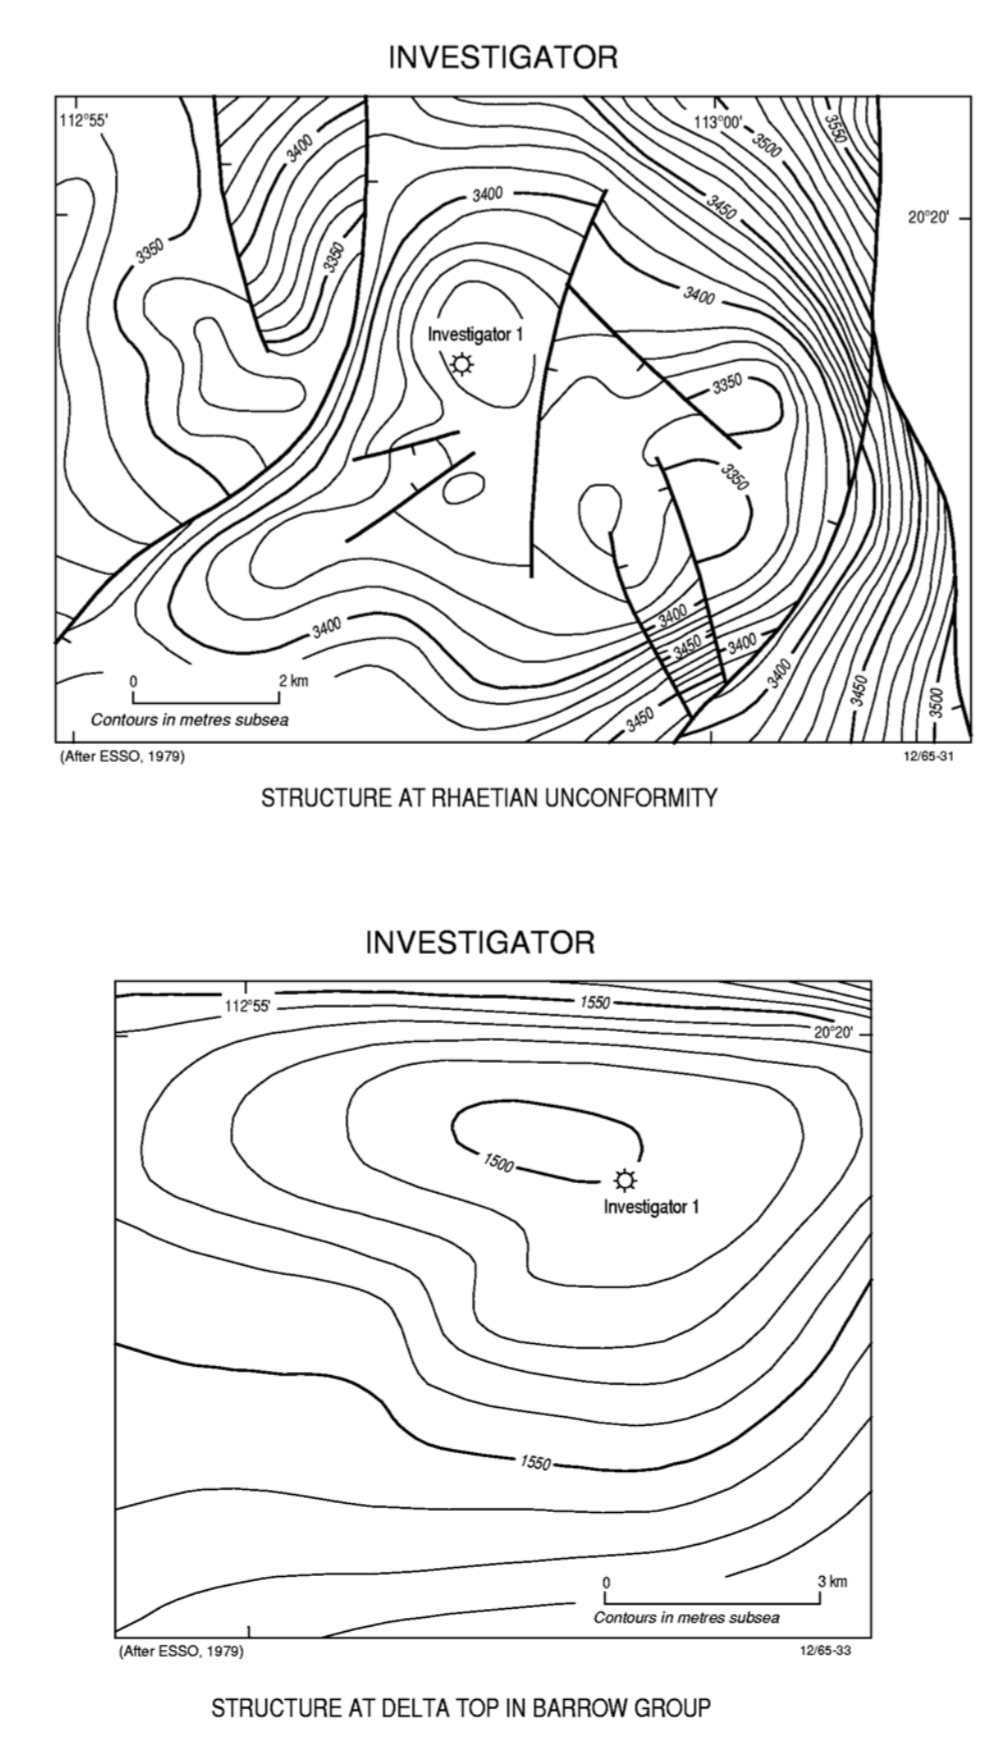 INVESTIGATOR
112°55'
113°00'
3550
3500
3400
3450
3400
20°20'
3350
3350
3400
Investigator 1
3350
3350
3400
3400
3450
3400
3400
3450
3500
3450
0 2 km
Contours in metres subsea
(After ESSO, 1979)
12/65-31
STRUCTURE AT RHAETIAN UNCONFORMITY
INVESTIGATOR
112°55'
1550
20°20'
1500
Investigator 1
1550
0 3 km
Contours in metres subsea
(After ESSO, 1979)
12/65-33
STRUCTURE AT DELTA TOP IN BARROW GROUP